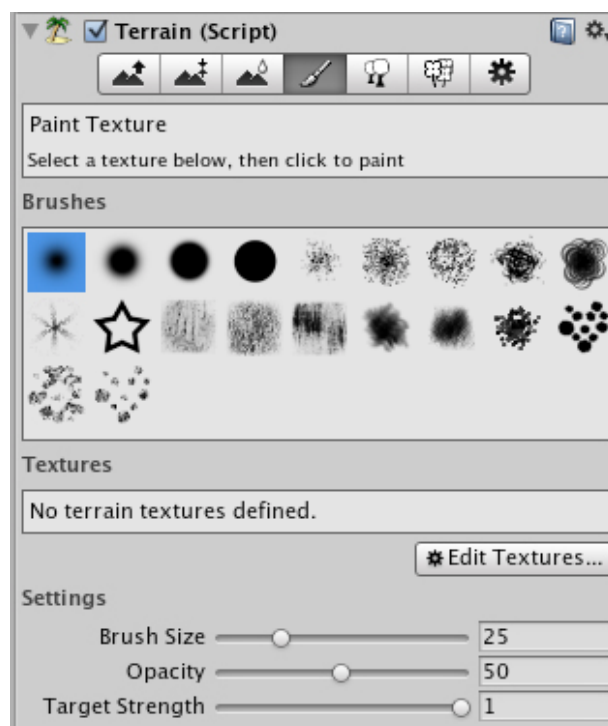 Terrain (Script)
Paint Texture
Select a texture below, then click to paint
Brushes
Textures
No terrain textures defined.
Edit Textures...
Settings
Brush Size 25
Opacity 50
Target Strength 1